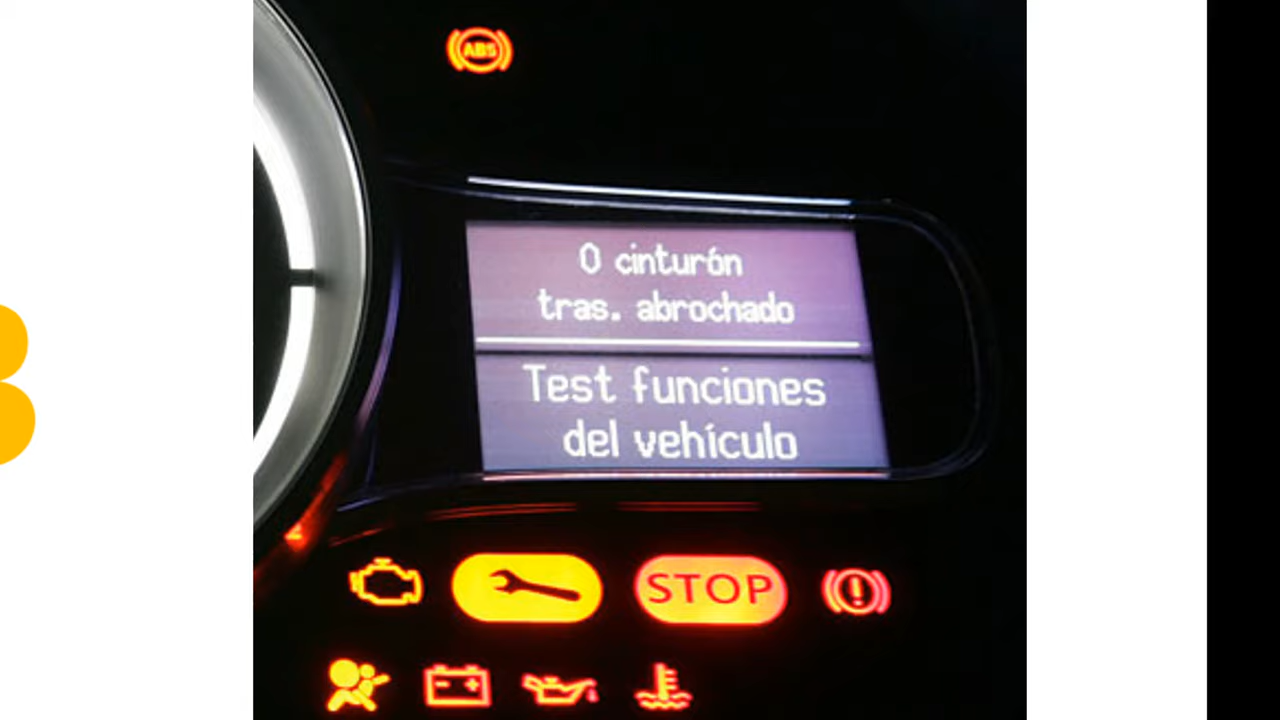 ABS
0 cinturón
tras. abrochado
Test funciones
del vehículo
STOP